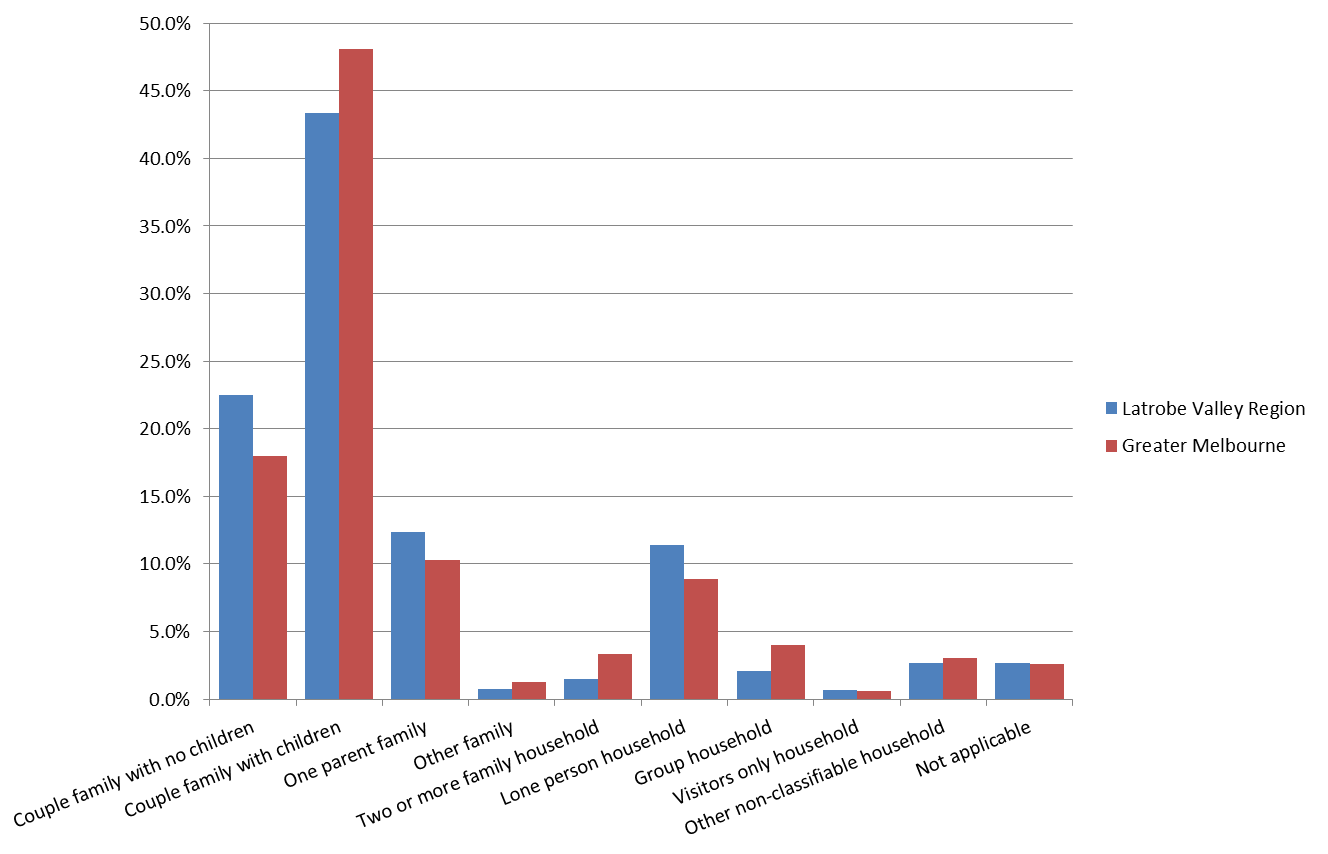 50.0%
45.0%
40.0%
35.0%
30.0%
25.0%
20.0%
15.0%
10.0%
5.0%
0.0%
Couple family with no children
Couple family with children
One parent family
Other family
Two or more family household
Lone person household
Group household
Visitors only household
Other non-classifiable household
Not applicable
Latrobe Valley Region
Greater Melbourne